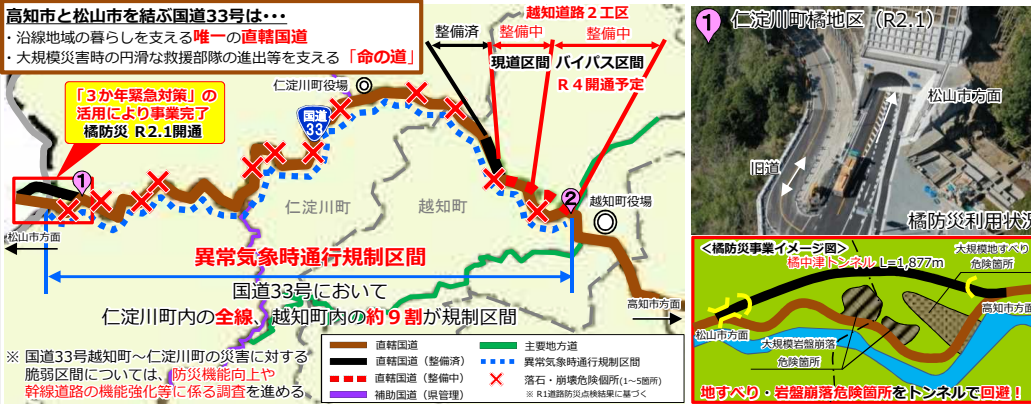 高知市と松山市を結ぶ国道33号は･･･
・沿線地域の暮らしを支える唯一の直轄国道
・大規模災害時の円滑な救援部隊の進出等を支える「命の道」
越知道路２工区
整備済
整備中
整備中
現道区間
バイパス区間
Ｒ４開通予定
仁淀川町役場
「３か年緊急対策」の
活用により事業完了
橘防災 R2.1開通
国道
33
1
2
仁淀川町
越知町
越知町役場
松山市方面
異常気象時通行規制区間
国道33号において
仁淀川町内の全線、越知町内の約９割が規制区間
高知市方面
※ 国道33号越知町～仁淀川町の災害に対する
脆弱区間については、防災機能向上や
幹線道路の機能強化等に係る調査を進める
直轄国道
直轄国道（整備済）
直轄国道（整備中）
補助国道（県管理）
主要地方道
異常気象時通行規制区間
落石・崩壊危険個所(1～5箇所)
※ R1道路防災点検結果に基づく
1
仁淀川町橘地区（R2.1）
松山市方面
旧道
橘防災利用状況
＜橘防災事業イメージ図＞
橘中津トンネル L=1,877m
大規模地すべり
危険箇所
高知市方面
松山市方面
大規模岩盤崩落
危険箇所
地すべり・岩盤崩落危険箇所をトンネルで回避！